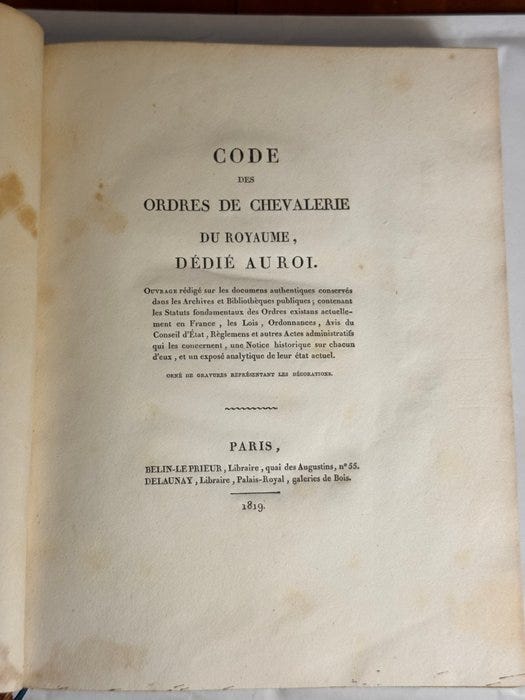 CODE
DES
ORDRES DE CHEVALERIE
DU ROYAUME,
DÉDIÉ AU ROI.
OUVRAGE rédigé sur les documens authentiques conservés
dans les Archives et Bibliothèques publiques; contenant
les Statuts fondamentaux des Ordres existans actuelle-
ment en France, les Lois, Ordonnances, Avis du
Conseil d'État, Règlemens et autres Actes administratifs
qui les concernent, une Notice historique sur chacun
d'eux, et un exposé analytique de leur état actuel.
ORNÉ DE GRAVURES REPRÉSENTANT LES DÉCORATIONS.
PARIS,
BELIN-LE PRIEUR, Libraire, quai des Augustins, nº 55.
DELAUNAY, Libraire, Palais-Royal, galeries de Bois.
1819.